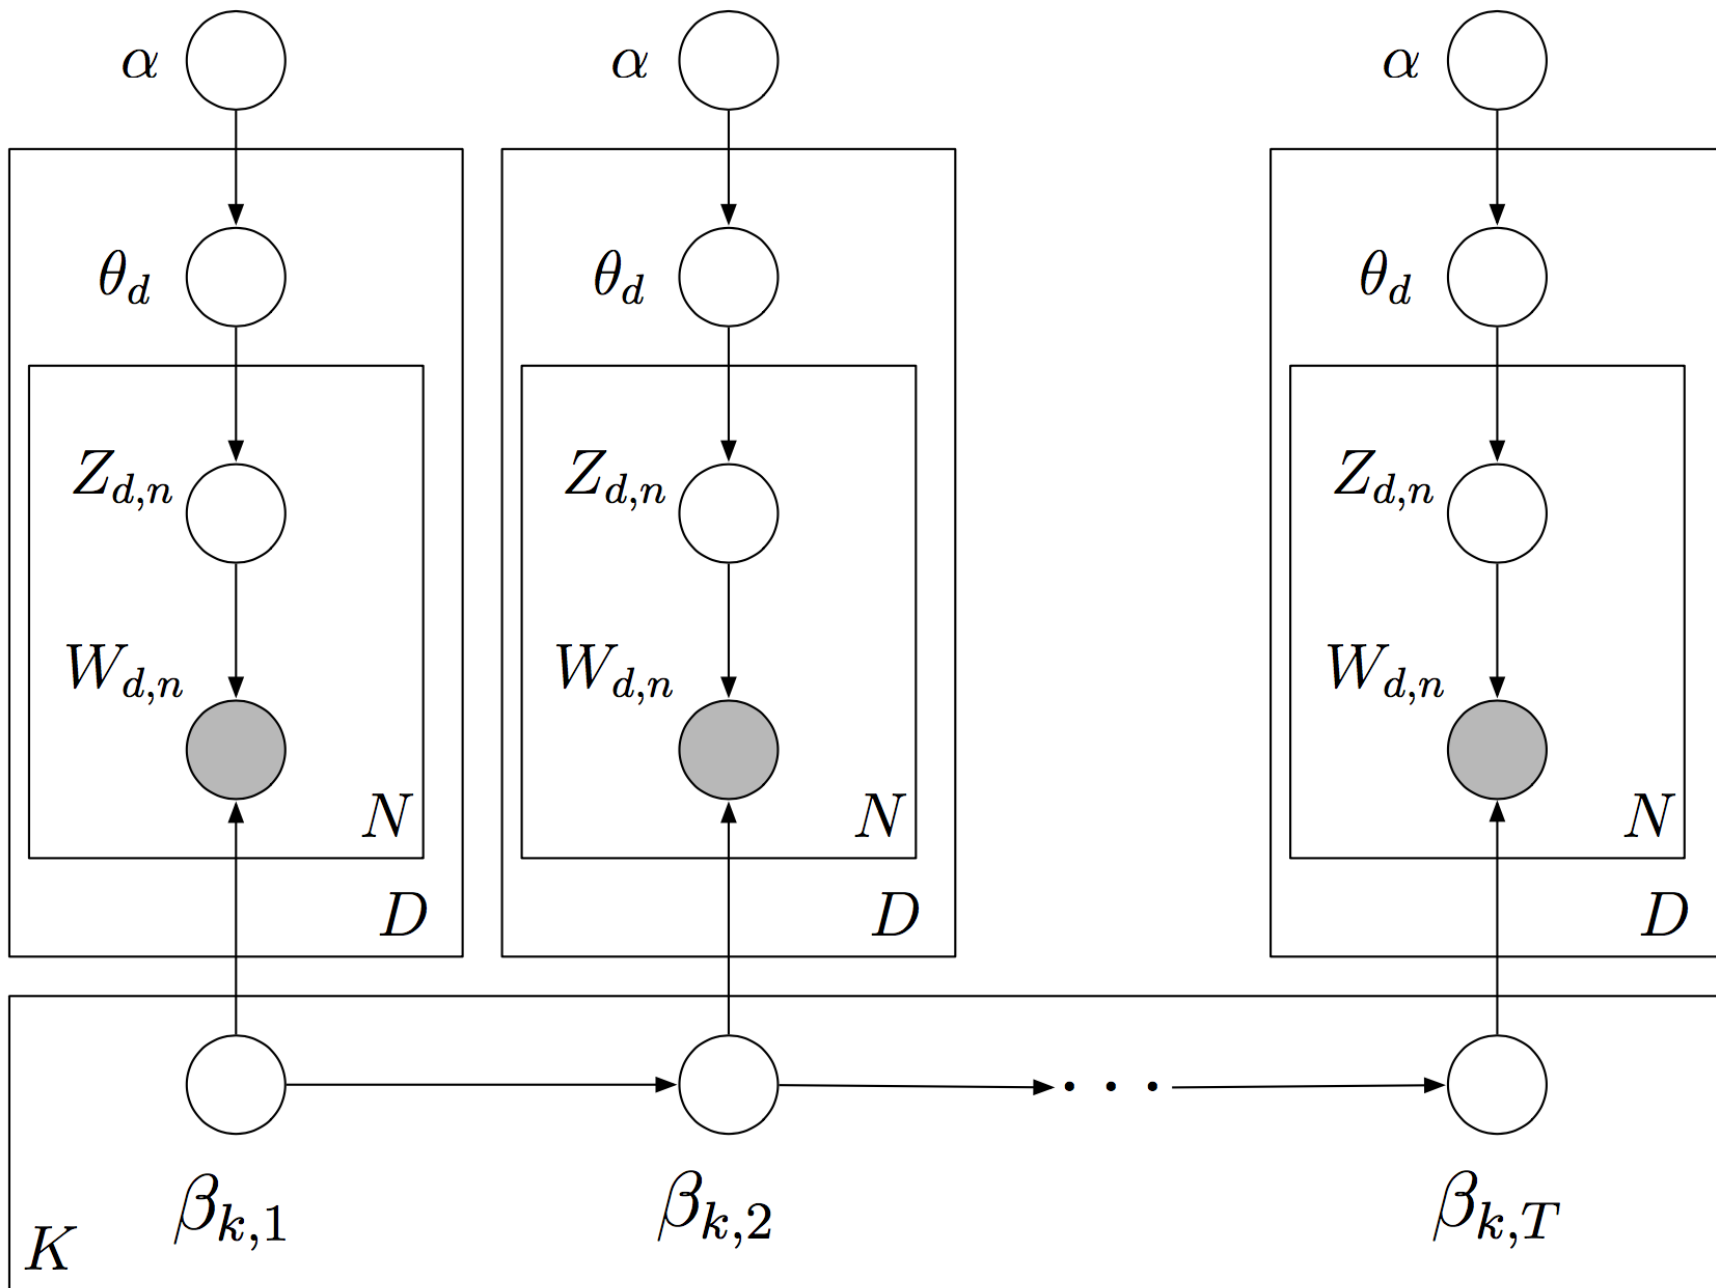 α α α
θ_d θ_d θ_d
Z_{d,n} Z_{d,n} Z_{d,n}
W_{d,n} W_{d,n} W_{d,n}
N N N
D D D
· · ·
β_{k,1} β_{k,2} β_{k,T}
K